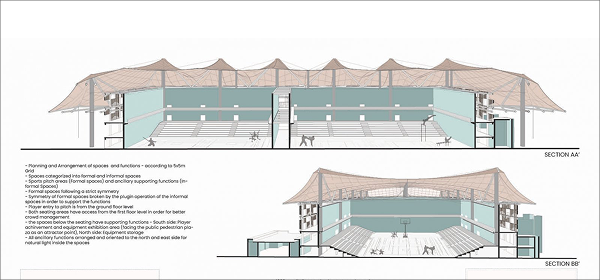 SECTION AA'
- Planning and Arrangement of spaces and functions - according to 5x5m
Grid
- Spaces categorized into formal and informal spaces
- Sports pitch areas (Formal spaces) and ancillary supporting functions (in-
formal Spaces)
- Formal spaces following a strict symmetry
- Symmetry of Formal spaces broken by the plugin operation of the informal
spaces in order to support the functions
- Player entry to pitch is from the ground floor level
- Both seating areas have access from the first floor level in order for better
crowd management
- the spaces below the seating have supporting functions - South side: Player
achivement and equipment exhibition area (facing the public pedestrian pla-
za as an attractor point), North side: Equipment storage
- All ancillary functions arranged and oriented to the north and east side for
natural light inside the spaces
SECTION BB'